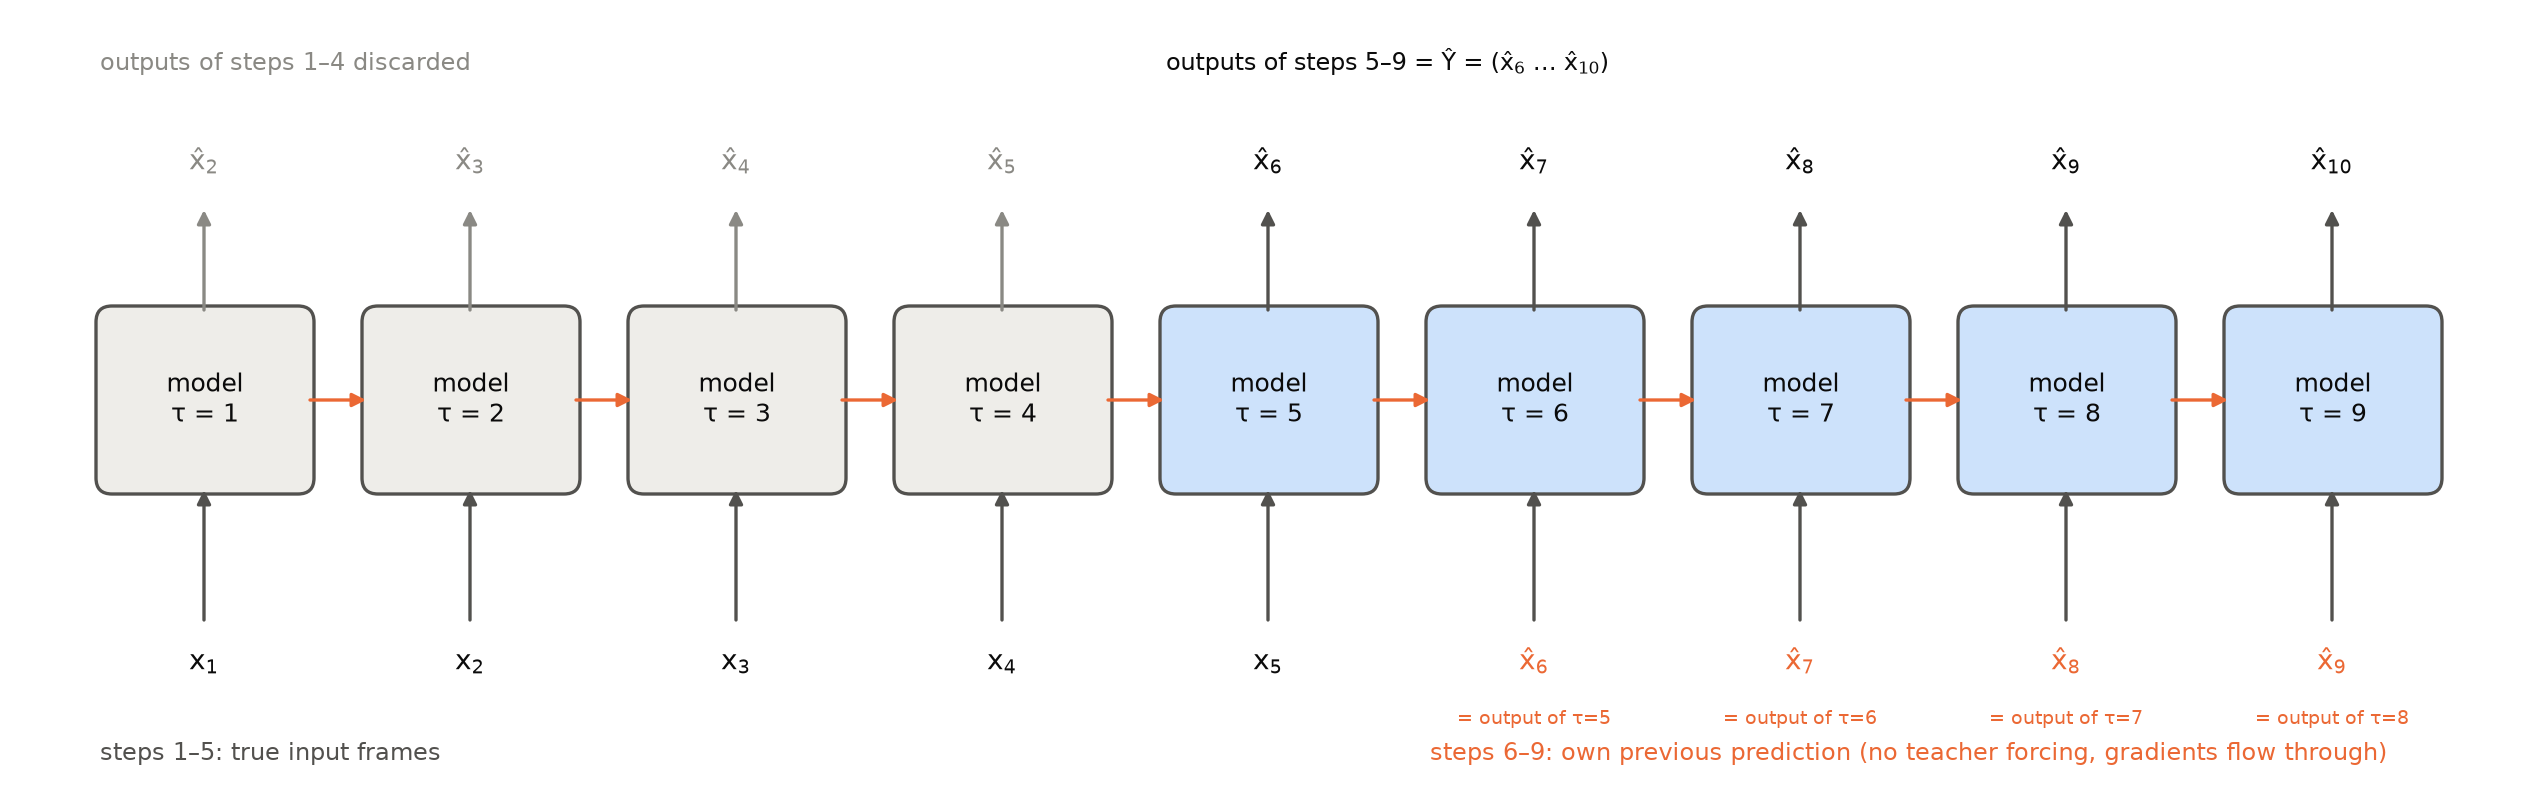 outputs of steps 1–4 discarded
outputs of steps 5–9 = Ŷ = (x̂₆ … x̂₁₀)
x̂₂ x̂₃ x̂₄ x̂₅ x̂₆ x̂₇ x̂₈ x̂₉ x̂₁₀
model model model model model model model model model
τ = 1 τ = 2 τ = 3 τ = 4 τ = 5 τ = 6 τ = 7 τ = 8 τ = 9
x₁ x₂ x₃ x₄ x₅ x̂₆ x̂₇ x̂₈ x̂₉
= output of τ=5 = output of τ=6 = output of τ=7 = output of τ=8
steps 1–5: true input frames
steps 6–9: own previous prediction (no teacher forcing, gradients flow through)